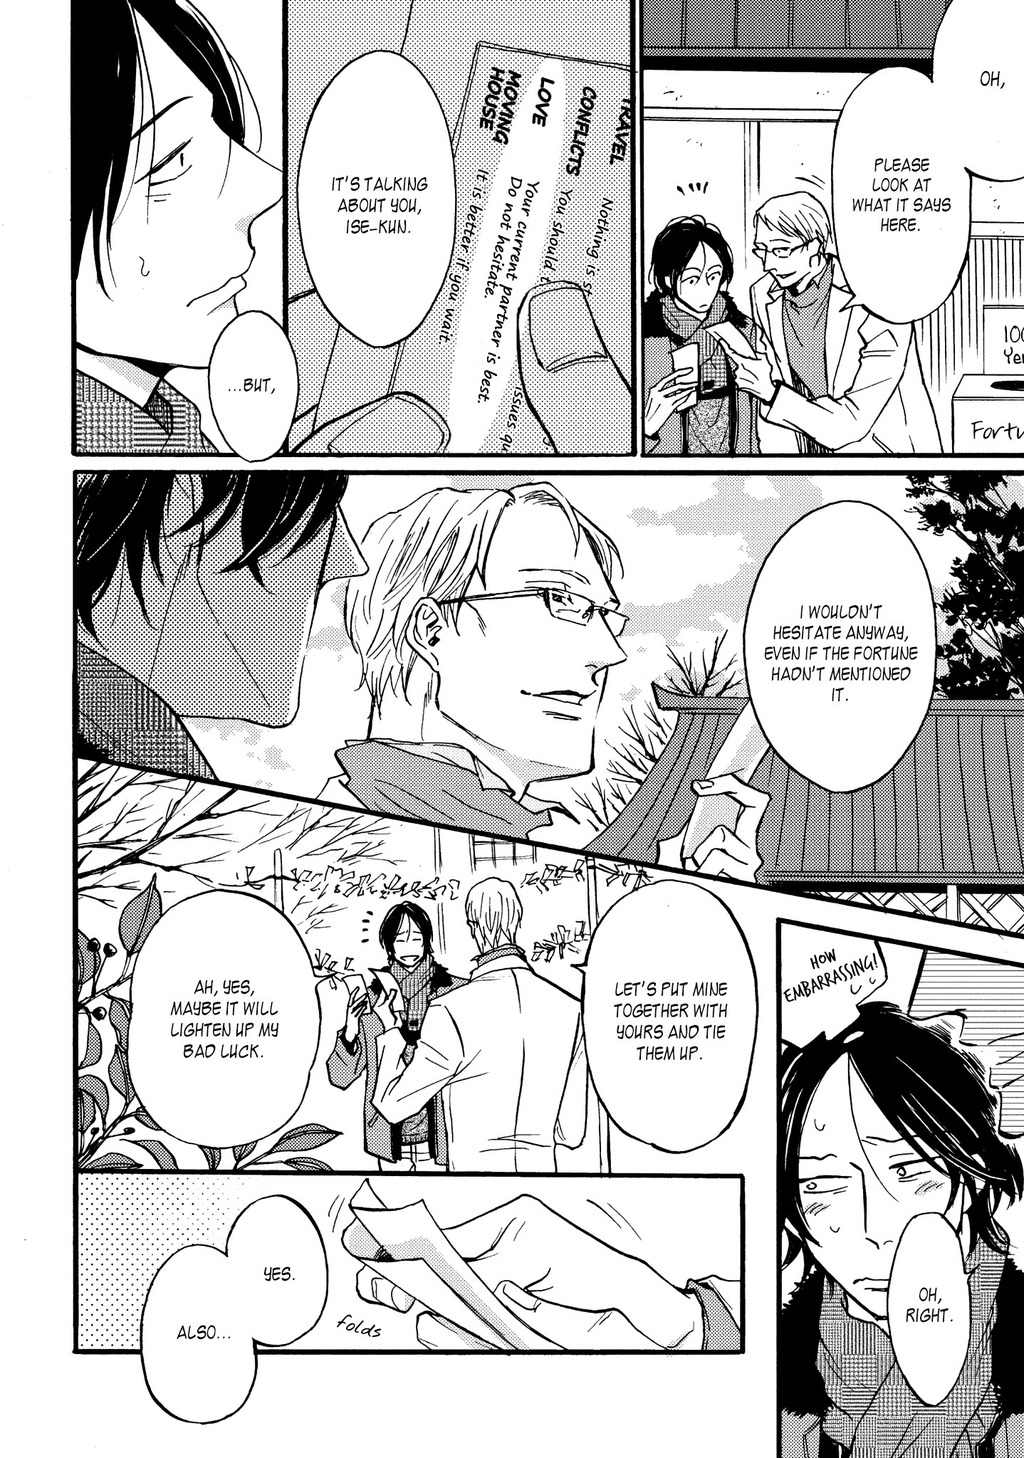 OH,
PLEASE
LOOK AT
WHAT IT SAYS
HERE.
100
Yen
Fortu
TRAVEL
Nothing is s
CONFLICTS
You should
issues qu
LOVE
Your current partner is best.
Do not hesitate.
MOVING
HOUSE
It is better if you wait.
IT'S TALKING
ABOUT YOU,
ISE-KUN.
...BUT,
I WOULDN'T
HESITATE ANYWAY,
EVEN IF THE FORTUNE
HADN'T MENTIONED
IT.
HOW
EMBARRASSING!
OH,
RIGHT.
LET'S PUT MINE
TOGETHER WITH
YOURS AND TIE
THEM UP.
AH, YES,
MAYBE IT WILL
LIGHTEN UP MY
BAD LUCK.
folds
YES.
ALSO...